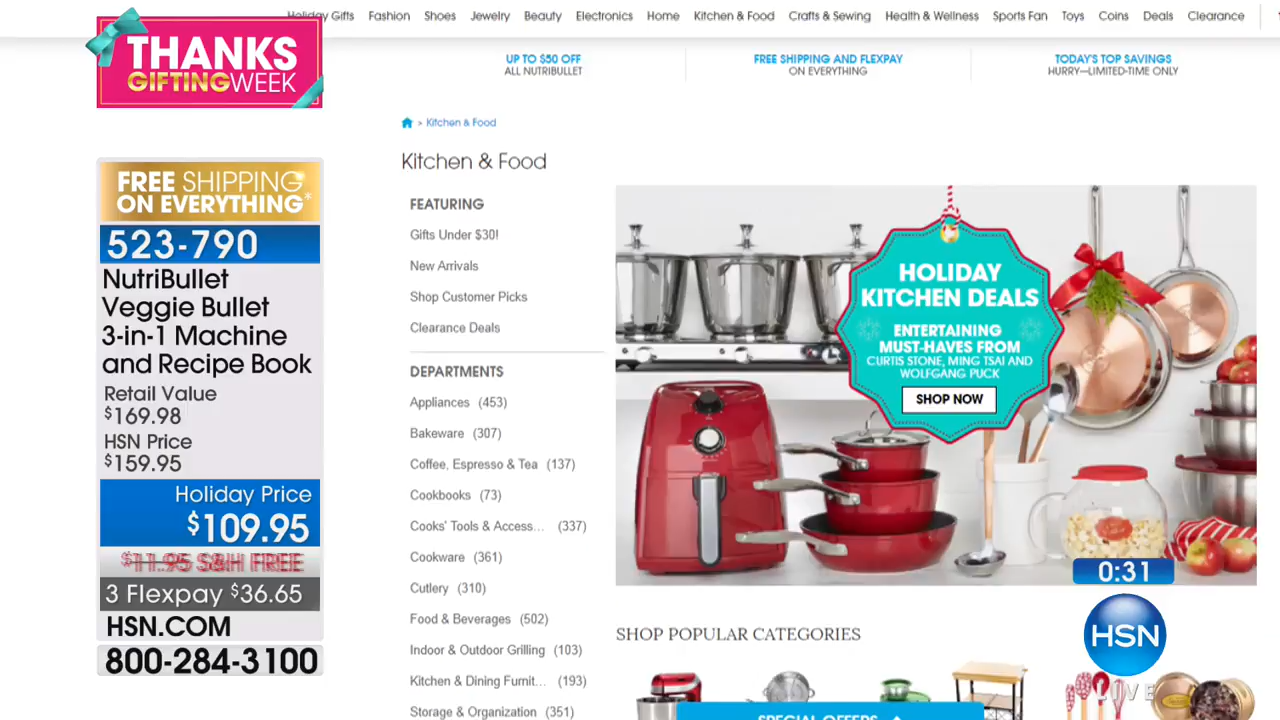 Holiday Gifts Fashion Shoes Jewelry Beauty Electronics Home Kitchen & Food Crafts & Sewing Health & Wellness Sports Fan Toys Coins Deals Clearance
THANKS
GIFTINGWEEK
UP TO $50 OFF
ALL NUTRIBULLET
FREE SHIPPING AND FLEXPAY
ON EVERYTHING
TODAY'S TOP SAVINGS
HURRY—LIMITED-TIME ONLY
FREE SHIPPING
ON EVERYTHING*
523-790
NutriBullet
Veggie Bullet
3-in-1 Machine
and Recipe Book
Retail Value
$169.98
HSN Price
$159.95
Holiday Price
$109.95
$11.95 S&H FREE
3 Flexpay $36.65
HSN.COM
800-284-3100
> Kitchen & Food
Kitchen & Food
FEATURING
Gifts Under $30!
New Arrivals
Shop Customer Picks
Clearance Deals
DEPARTMENTS
Appliances (453)
Bakeware (307)
Coffee, Espresso & Tea (137)
Cookbooks (73)
Cooks' Tools & Access... (337)
Cookware (361)
Cutlery (310)
Food & Beverages (502)
Indoor & Outdoor Grilling (103)
Kitchen & Dining Furnit... (193)
Storage & Organization (351)
HOLIDAY
KITCHEN DEALS
ENTERTAINING
MUST-HAVES FROM
CURTIS STONE, MING TSAI AND
WOLFGANG PUCK
SHOP NOW
0:31
HSN
LIVE
SHOP POPULAR CATEGORIES
SPECIAL OFFERS